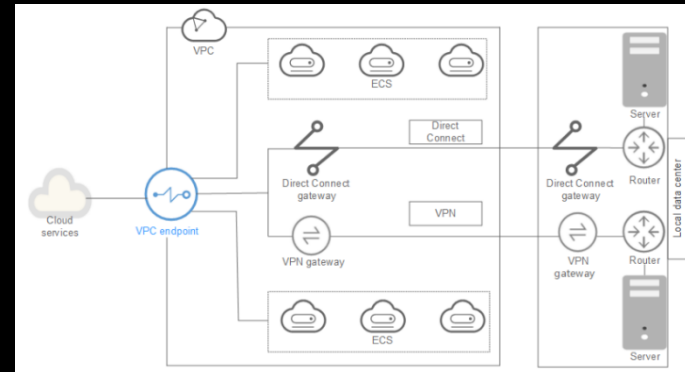 VPC
ECS
Server
Direct
Connect
Direct Connect
gateway
Direct Connect
gateway
Router
Local data center
Cloud
services
VPC endpoint
VPN
VPN gateway
VPN
gateway
Router
ECS
Server